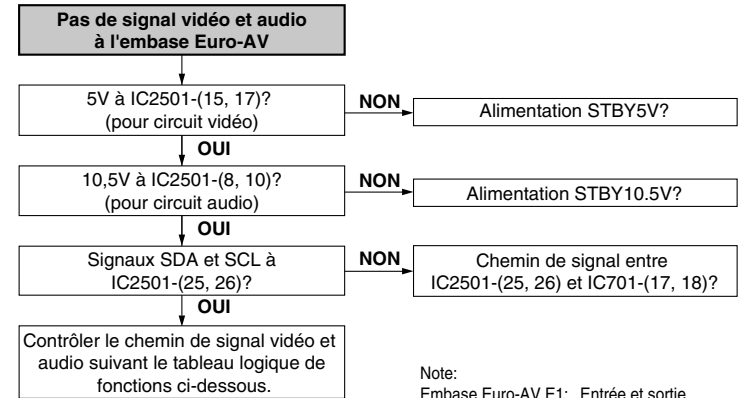 Pas de signal vidéo et audio
à l'embase Euro-AV
5V à IC2501-(15, 17)?
(pour circuit vidéo)
NON
Alimentation STBY5V?
OUI
10,5V à IC2501-(8, 10)?
(pour circuit audio)
NON
Alimentation STBY10.5V?
OUI
Signaux SDA et SCL à
IC2501-(25, 26)?
NON
Chemin de signal entre
IC2501-(25, 26) et IC701-(17, 18)?
OUI
Contrôler le chemin de signal vidéo et
audio suivant le tableau logique de
fonctions ci-dessous.
Note:
Embase Euro-AV E1: Entrée et sortie